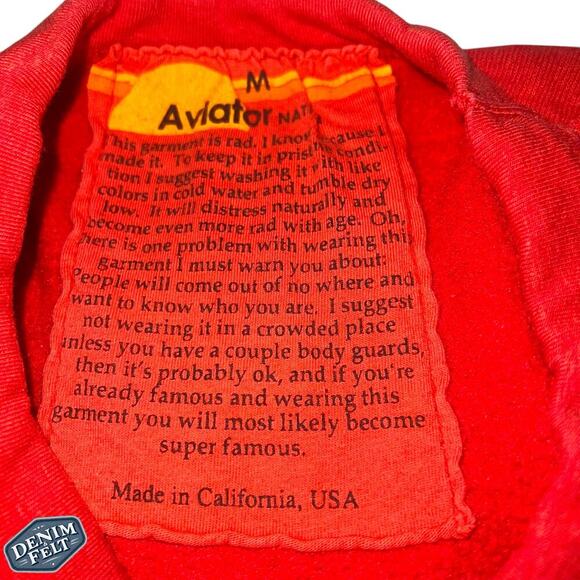 M
Aviator NAT
This garment is rad. I know because I
made it. To keep it in pristine condi-
tion I suggest washing it with like
colors in cold water and tumble dry
low. It will distress naturally and
become even more rad with age. Oh,
there is one problem with wearing this
garment I must warn you about:
People will come out of no where and
want to know who you are. I suggest
not wearing it in a crowded place
unless you have a couple body guards,
then it's probably ok, and if you're
already famous and wearing this
garment you will most likely become
super famous.
Made in California, USA
DENIM
& FELT